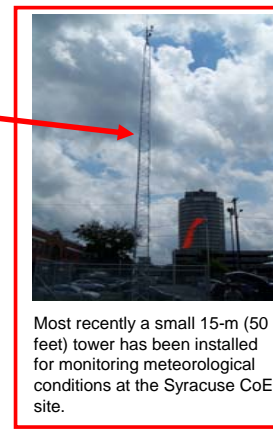 Most recently a small 15-m (50
feet) tower has been installed
for monitoring meteorological
conditions at the Syracuse CoE
site.